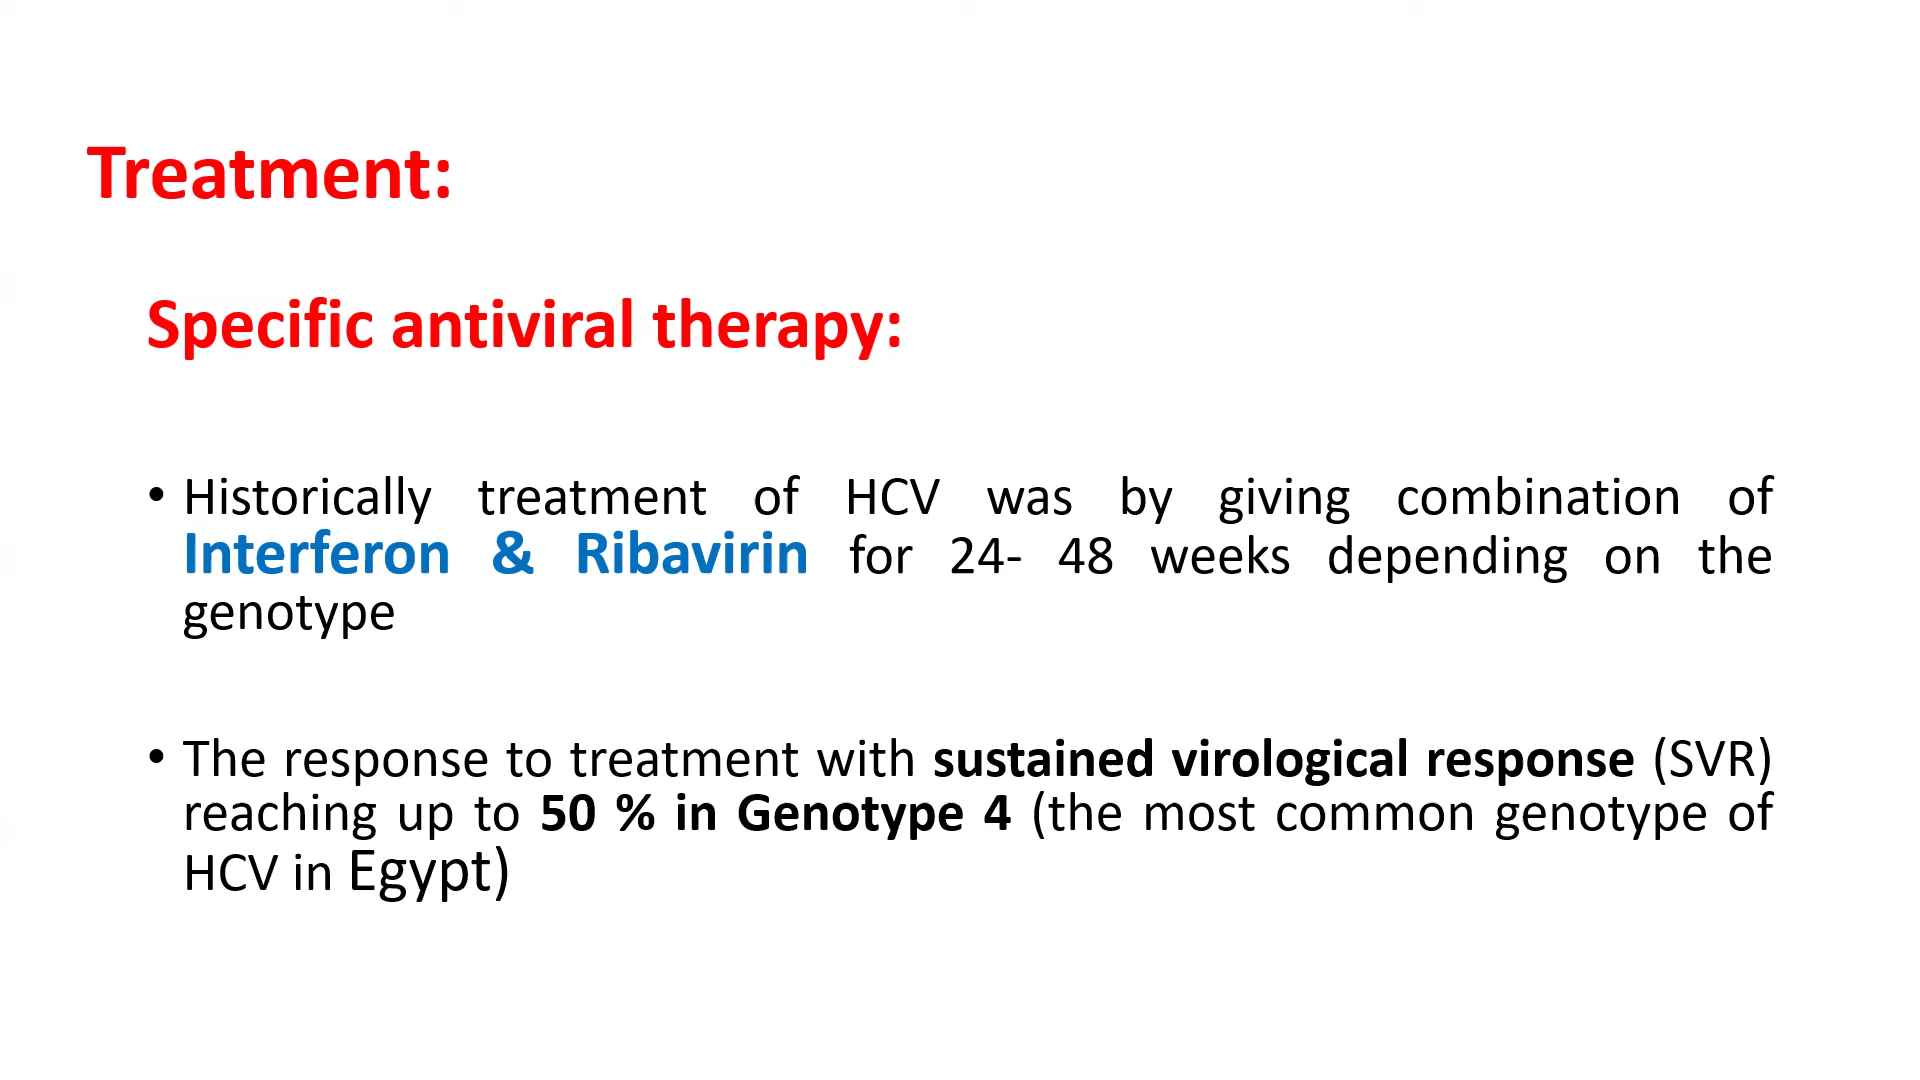 Treatment:
Specific antiviral therapy:
• Historically treatment of HCV was by giving combination of
Interferon & Ribavirin for 24- 48 weeks depending on the
genotype
• The response to treatment with sustained virological response (SVR)
reaching up to 50 % in Genotype 4 (the most common genotype of
HCV in Egypt)